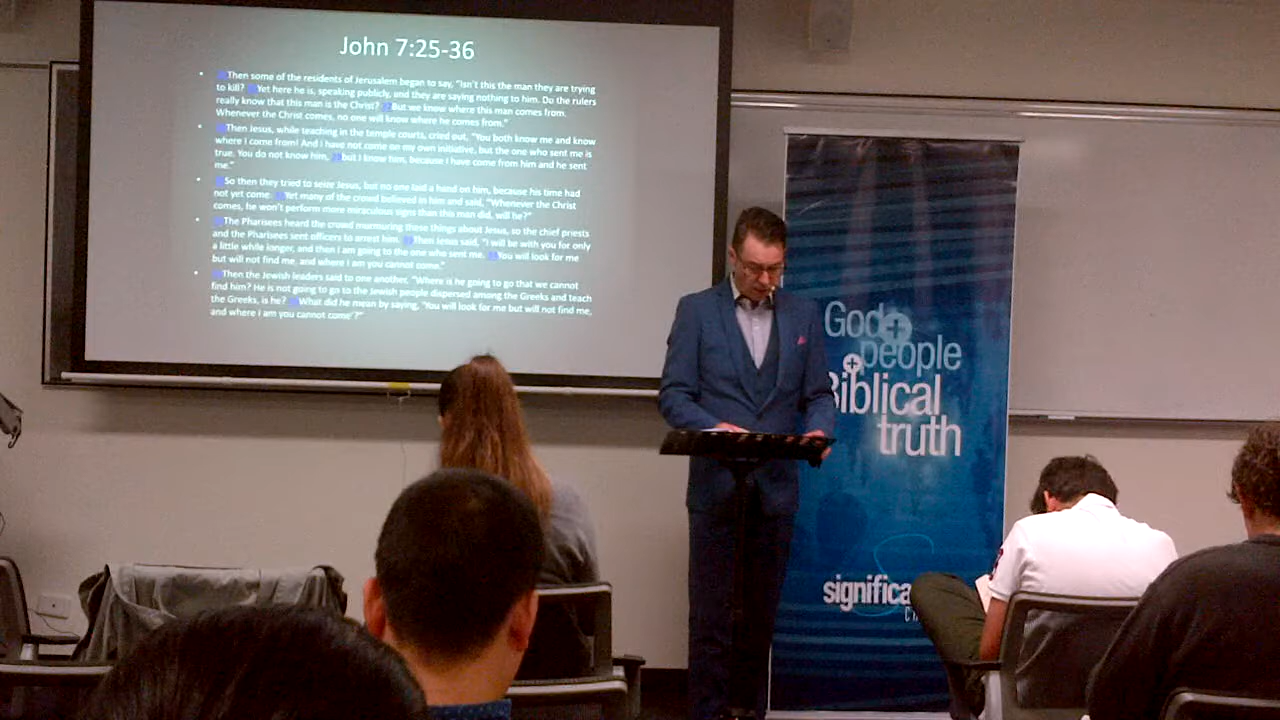 John 7:25-36
Then some of the residents of Jerusalem began to say, "Isn't this the man they are trying
to kill? Yet here he is, speaking publicly, and they are saying nothing to him. Do the rulers
really know that this man is the Christ? But we know where this man comes from.
Whenever the Christ comes, no one will know where he comes from."
Then Jesus, while teaching in the temple courts, cried out, "You both know me and know
where I come from! And I have not come on my own initiative, but the one who sent me is
true. You do not know him, but I know him, because I have come from him and he sent
me."
So then they tried to seize Jesus, but no one laid a hand on him, because his time had
not yet come. Yet many of the crowd believed in him and said, "Whenever the Christ
comes, he won't perform more miraculous signs than this man did, will he?"
The Pharisees heard the crowd murmuring these things about Jesus, so the chief priests
and the Pharisees sent officers to arrest him. Then Jesus said, "I will be with you for only
a little while longer, and then I am going to the one who sent me. You will look for me
but will not find me, and where I am you cannot come."
Then the Jewish leaders said to one another, "Where is he going to go that we cannot
find him? He is not going to go to the Jewish people dispersed among the Greeks and teach
the Greeks, is he? What did he mean by saying, 'You will look for me but will not find me,
and where I am you cannot come'?"
God+
people
Biblical
truth
significa